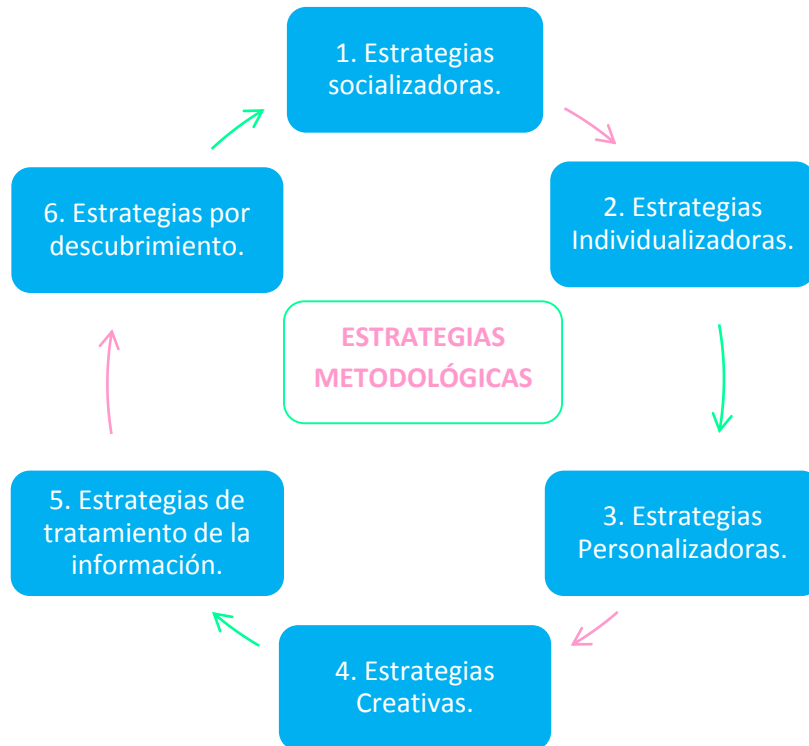 1. Estrategias
socializadoras.
2. Estrategias
Individualizadoras.
3. Estrategias
Personalizadoras.
4. Estrategias
Creativas.
5. Estrategias de
tratamiento de la
información.
6. Estrategias por
descubrimiento.
ESTRATEGIAS
METODOLÓGICAS